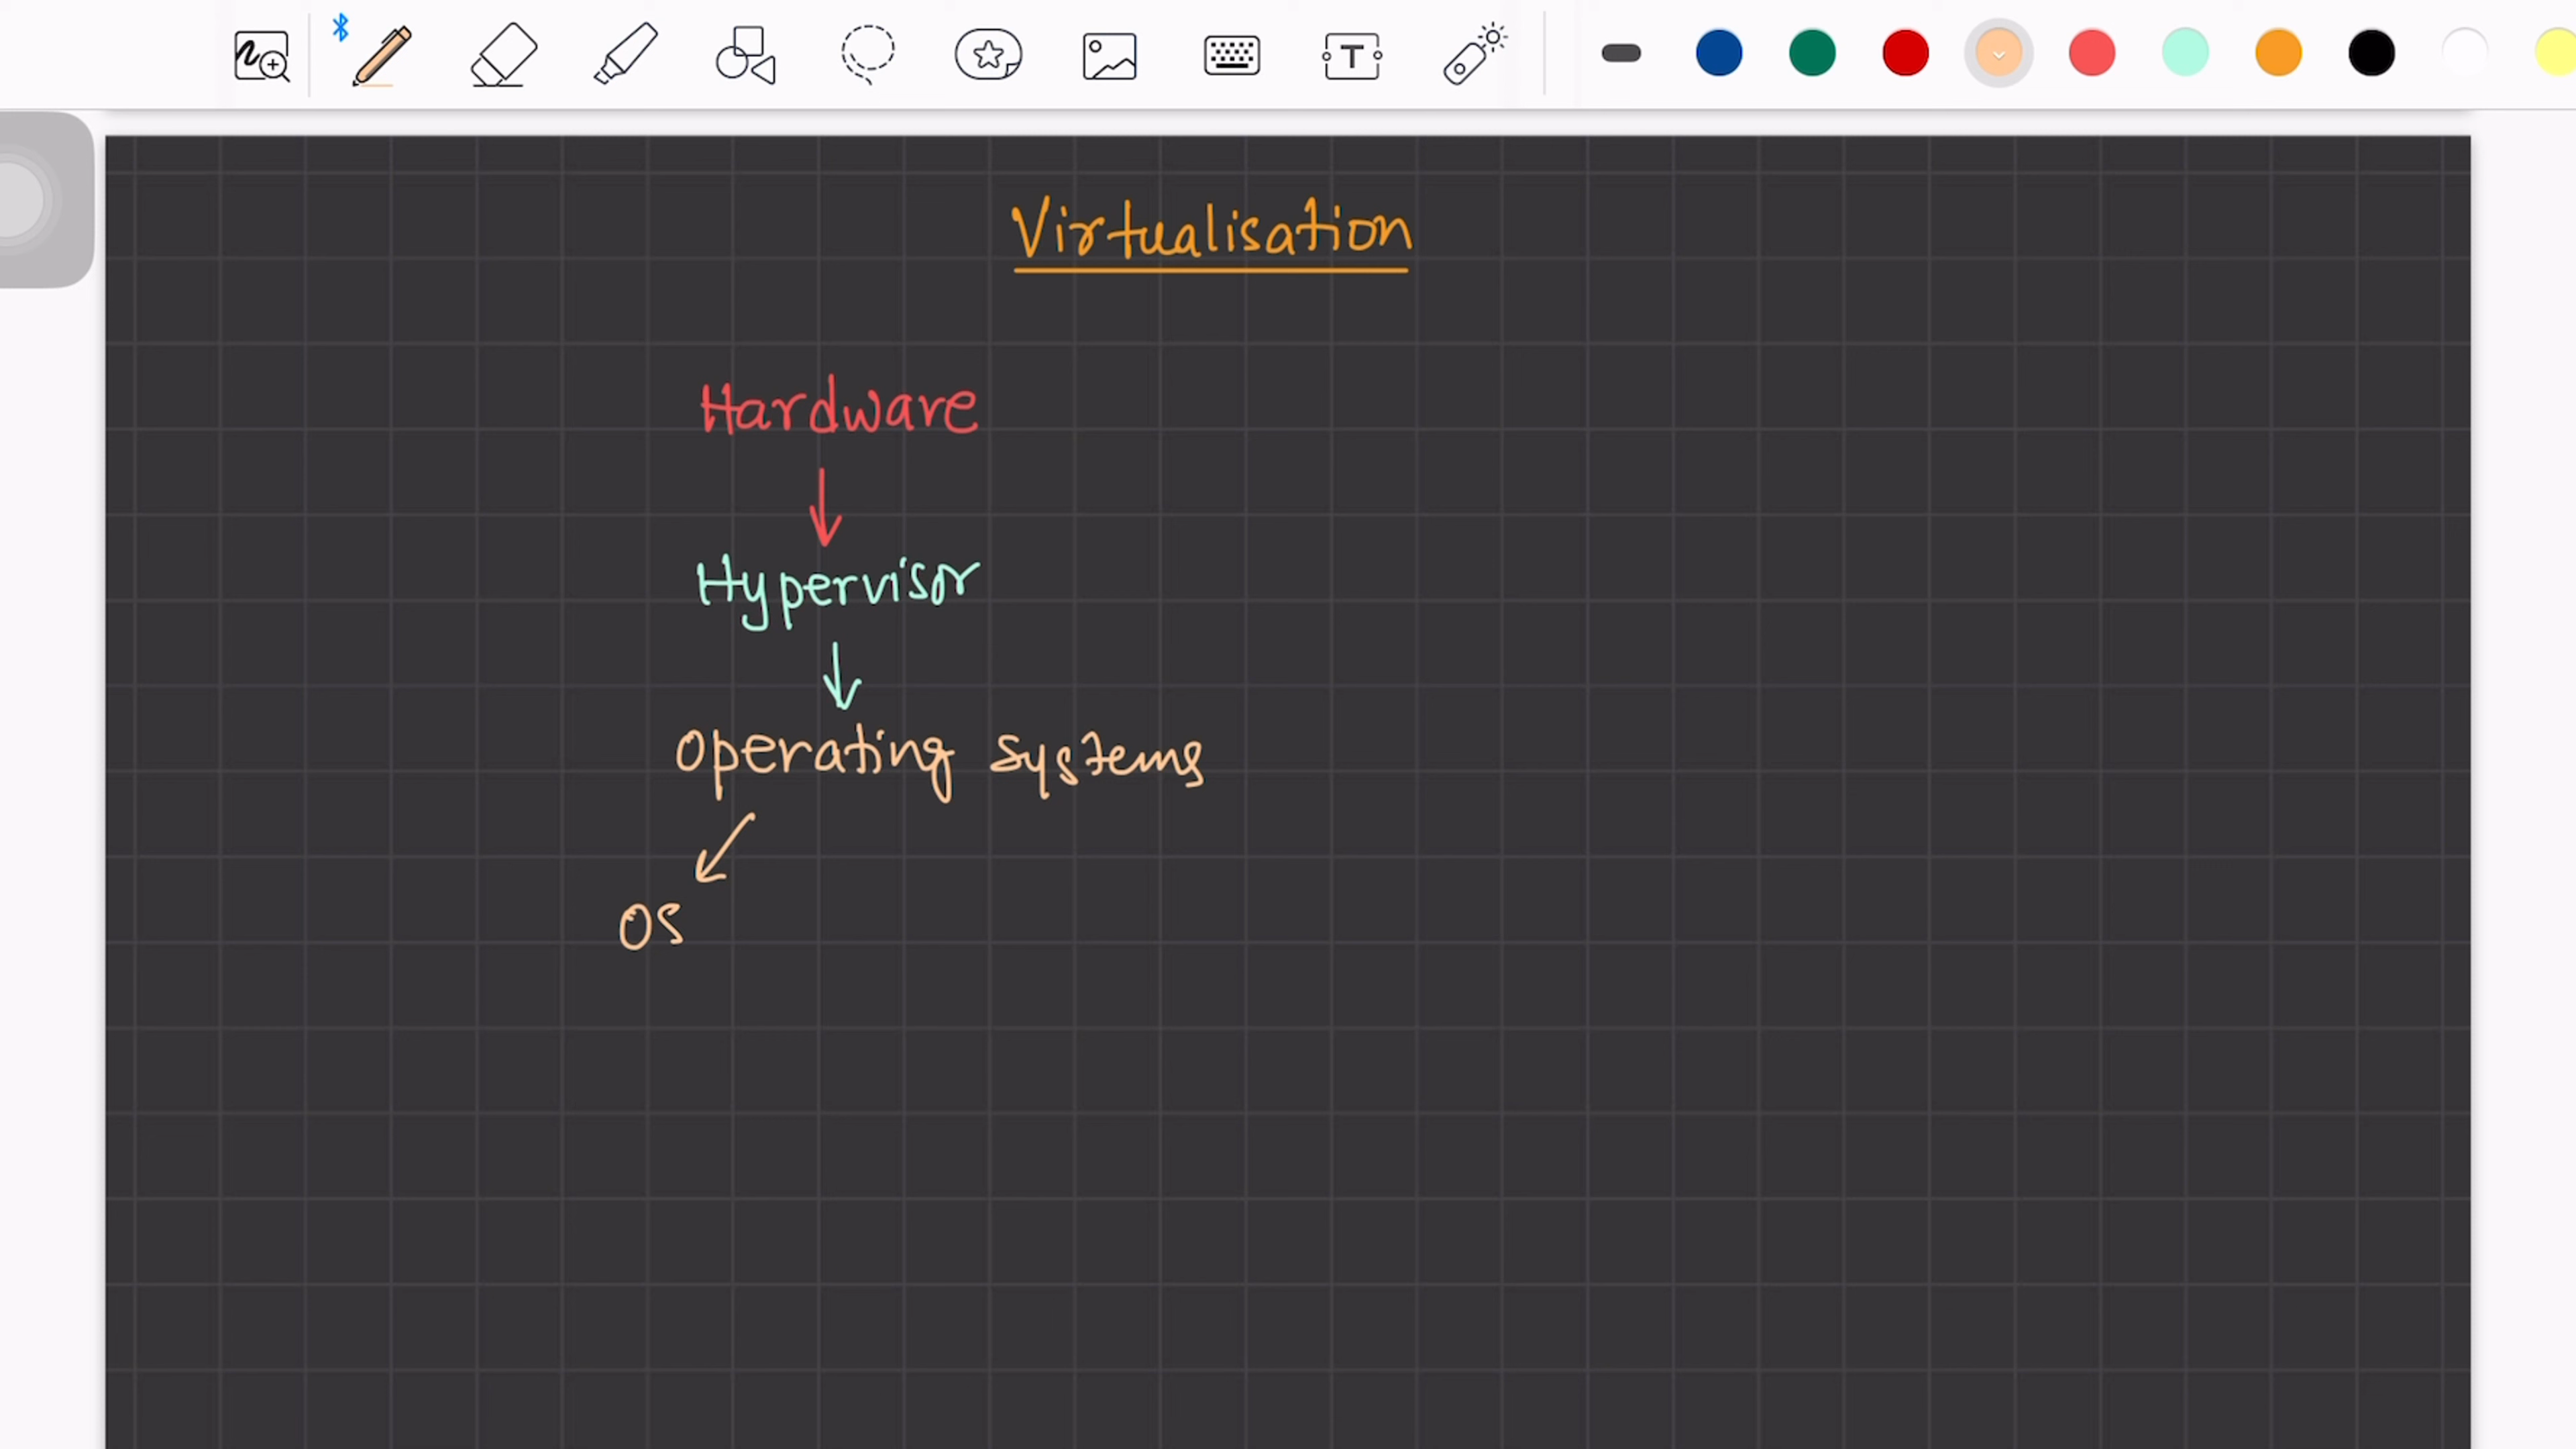 T
Virtualisation
Hardware
Hypervisor
Operating Systems
OS